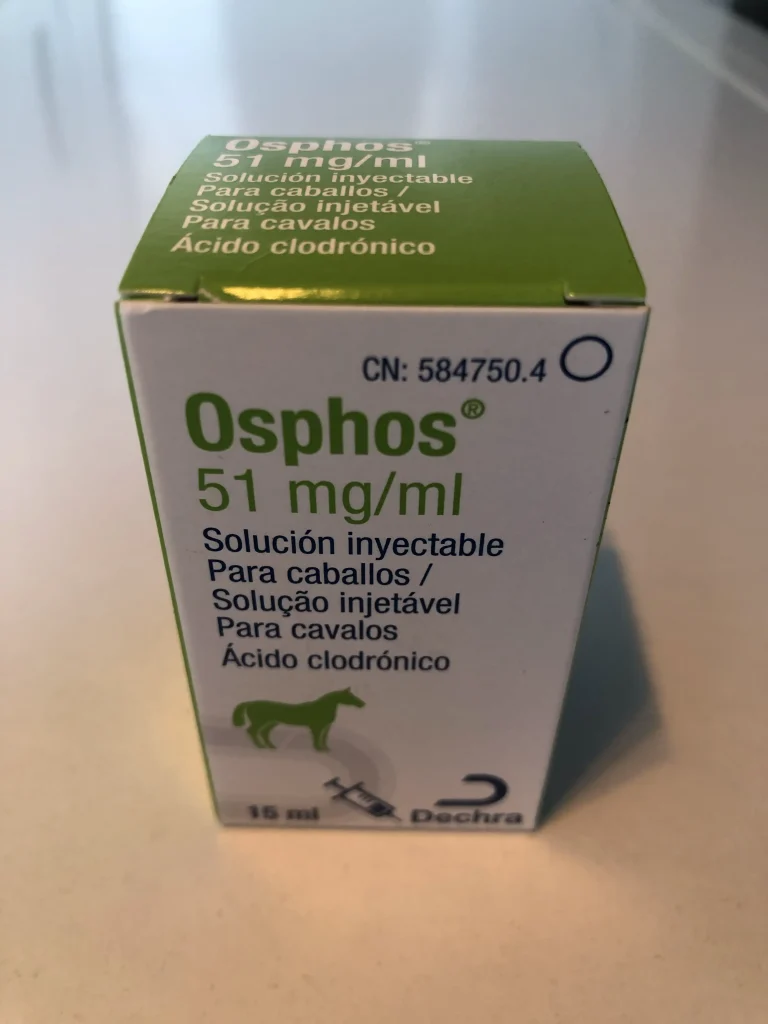 Osphos®
51 mg/ml
Solución inyectable
Para caballos /
Solução injetável
Para cavalos
Ácido clodrónico
CN: 584750.4
Osphos®
51 mg/ml
Solución inyectable
Para caballos /
Solução injetável
Para cavalos
Ácido clodrónico
15 ml
Dechra